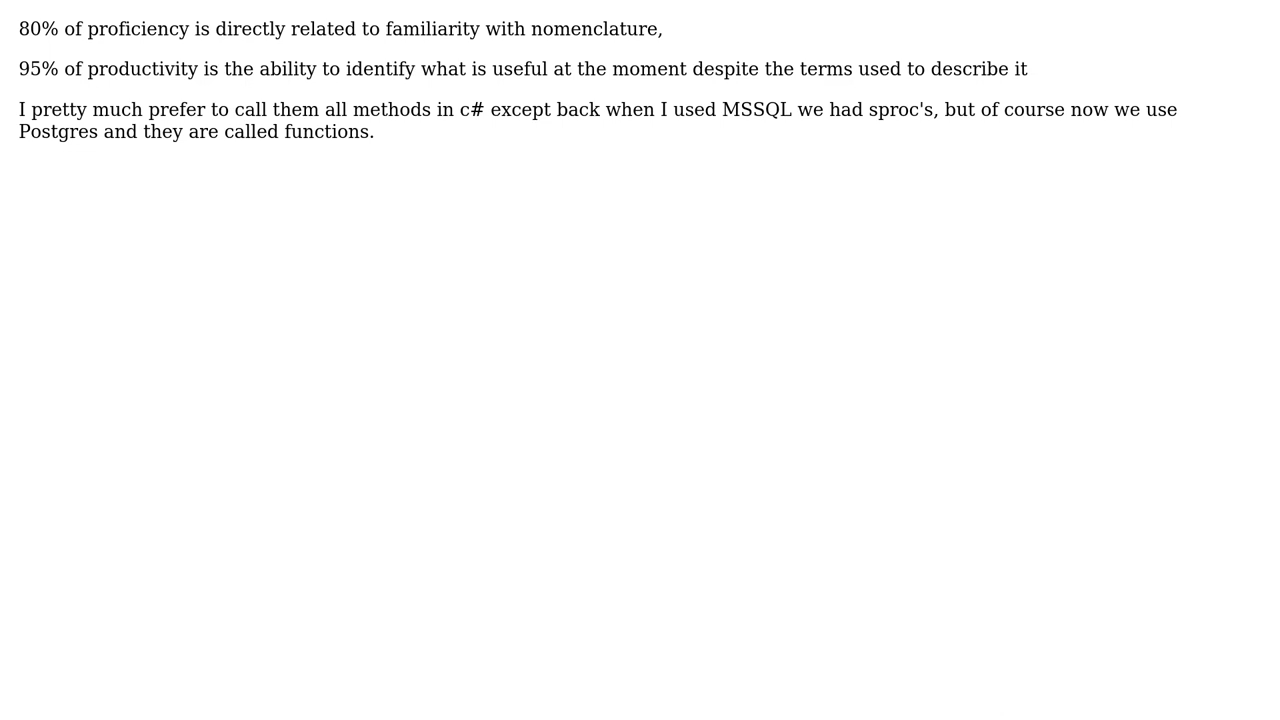 80% of proficiency is directly related to familiarity with nomenclature,
95% of productivity is the ability to identify what is useful at the moment despite the terms used to describe it
I pretty much prefer to call them all methods in c# except back when I used MSSQL we had sproc's, but of course now we use
Postgres and they are called functions.